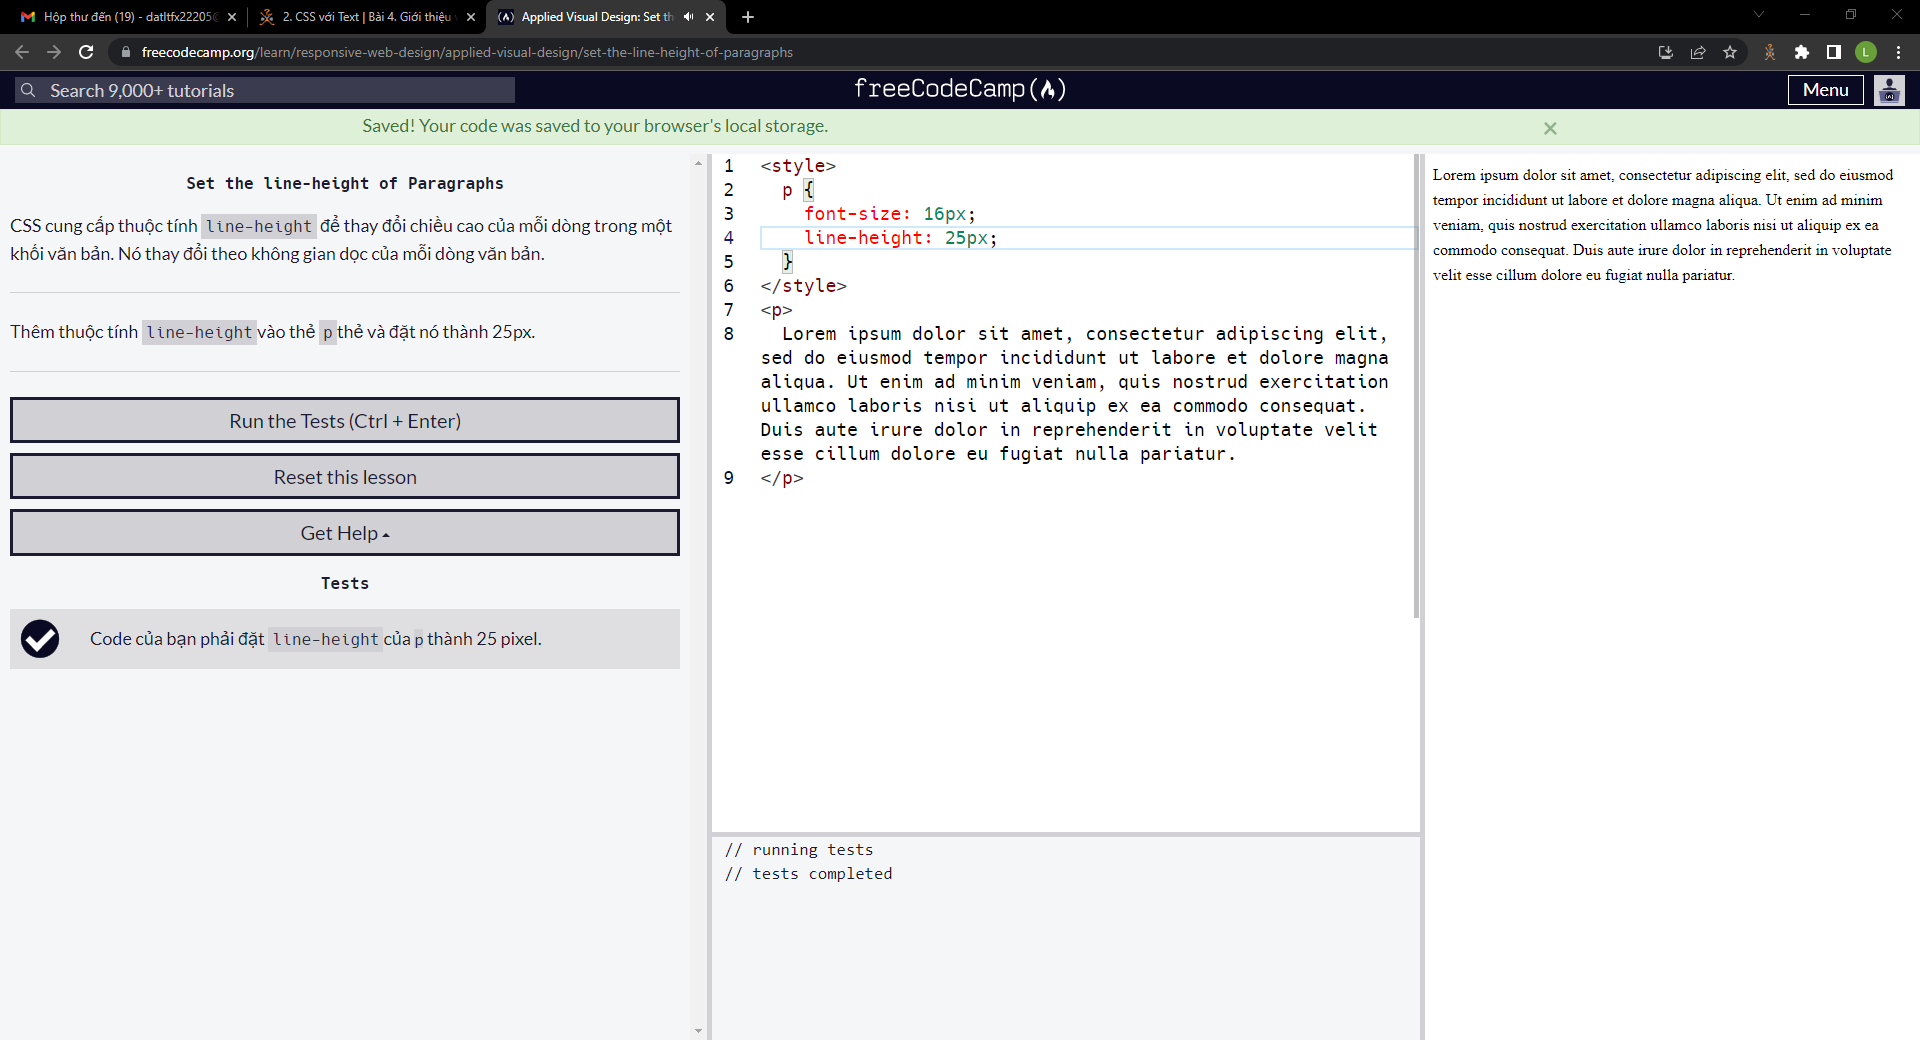 Hộp thư đến (19) - datltfx22205
2. CSS với Text | Bài 4. Giới thiệu
Applied Visual Design: Set th
freecodecamp.org/learn/responsive-web-design/applied-visual-design/set-the-line-height-of-paragraphs
L
Search 9,000+ tutorials
freeCodeCamp
Menu
Saved! Your code was saved to your browser's local storage.
Set the line-height of Paragraphs
CSS cung cấp thuộc tính line-height để thay đổi chiều cao của mỗi dòng trong một
khối văn bản. Nó thay đổi theo không gian dọc của mỗi dòng văn bản.
Thêm thuộc tính line-height vào thẻ p thẻ và đặt nó thành 25px.
Run the Tests (Ctrl + Enter)
Reset this lesson
Get Help
Tests
Code của bạn phải đặt line-height của p thành 25 pixel.
1 <style>
2 p {
3 font-size: 16px;
4 line-height: 25px;
5 }
6 </style>
7 <p>
8 Lorem ipsum dolor sit amet, consectetur adipiscing elit,
sed do eiusmod tempor incididunt ut labore et dolore magna
aliqua. Ut enim ad minim veniam, quis nostrud exercitation
ullamco laboris nisi ut aliquip ex ea commodo consequat.
Duis aute irure dolor in reprehenderit in voluptate velit
esse cillum dolore eu fugiat nulla pariatur.
9 </p>
// running tests
// tests completed
Lorem ipsum dolor sit amet, consectetur adipiscing elit, sed do eiusmod
tempor incididunt ut labore et dolore magna aliqua. Ut enim ad minim
veniam, quis nostrud exercitation ullamco laboris nisi ut aliquip ex ea
commodo consequat. Duis aute irure dolor in reprehenderit in voluptate
velit esse cillum dolore eu fugiat nulla pariatur.